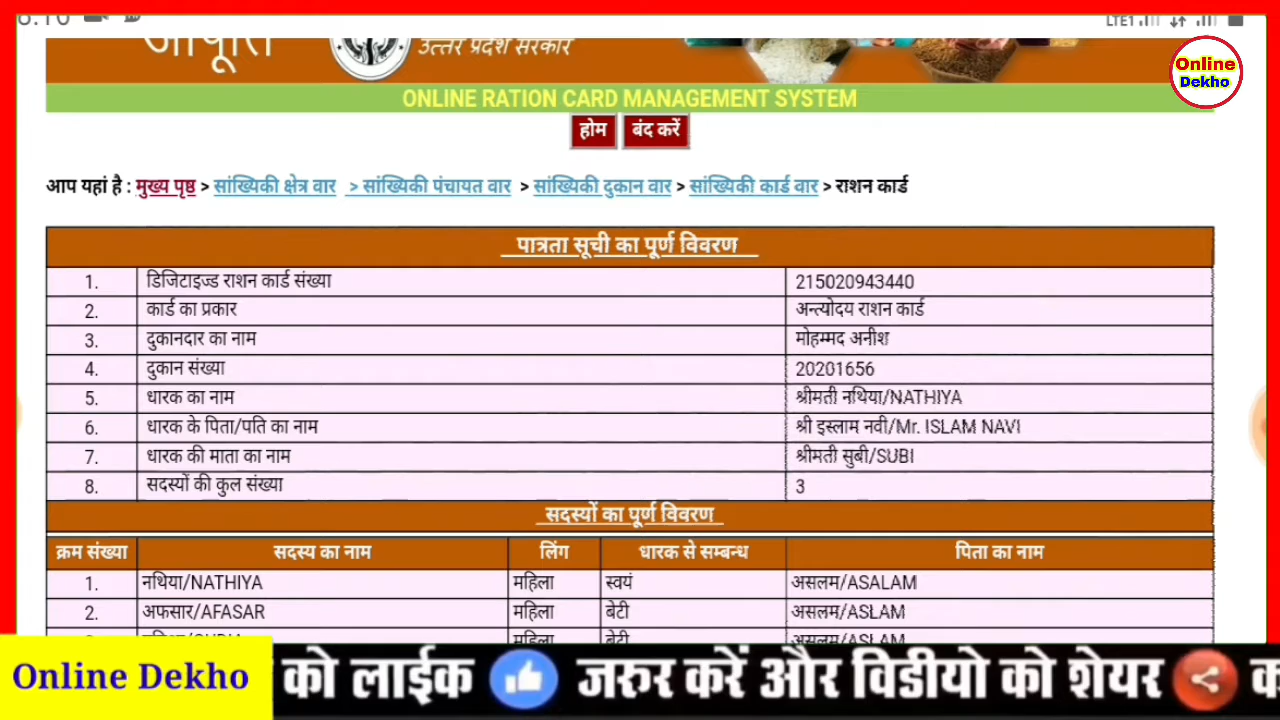 आपूर्ति
उत्तर प्रदेश सरकार
Online
Dekho
ONLINE RATION CARD MANAGEMENT SYSTEM
होम बंद करें
आप यहां है : मुख्य पृष्ठ > सांख्यिकी क्षेत्र वार > सांख्यिकी पंचायत वार > सांख्यिकी दुकान वार > सांख्यिकी कार्ड वार > राशन कार्ड
पात्रता सूची का पूर्ण विवरण
1. डिजिटाइज्ड राशन कार्ड संख्या 215020943440
2. कार्ड का प्रकार अन्त्योदय राशन कार्ड
3. दुकानदार का नाम मोहम्मद अनीश
4. दुकान संख्या 20201656
5. धारक का नाम श्रीमती नथिया/NATHIYA
6. धारक के पिता/पति का नाम श्री इस्लाम नवी/Mr. ISLAM NAVI
7. धारक की माता का नाम श्रीमती सुबी/SUBI
8. सदस्यों की कुल संख्या 3
सदस्यों का पूर्ण विवरण
क्रम संख्या सदस्य का नाम लिंग धारक से सम्बन्ध पिता का नाम
1. नथिया/NATHIYA महिला स्वयं असलम/ASALAM
2. अफसार/AFASAR महिला बेटी असलम/ASLAM
महिला बेटी असलम/ASLAM
Online Dekho को लाईक जरुर करें और विडीयो को शेयर